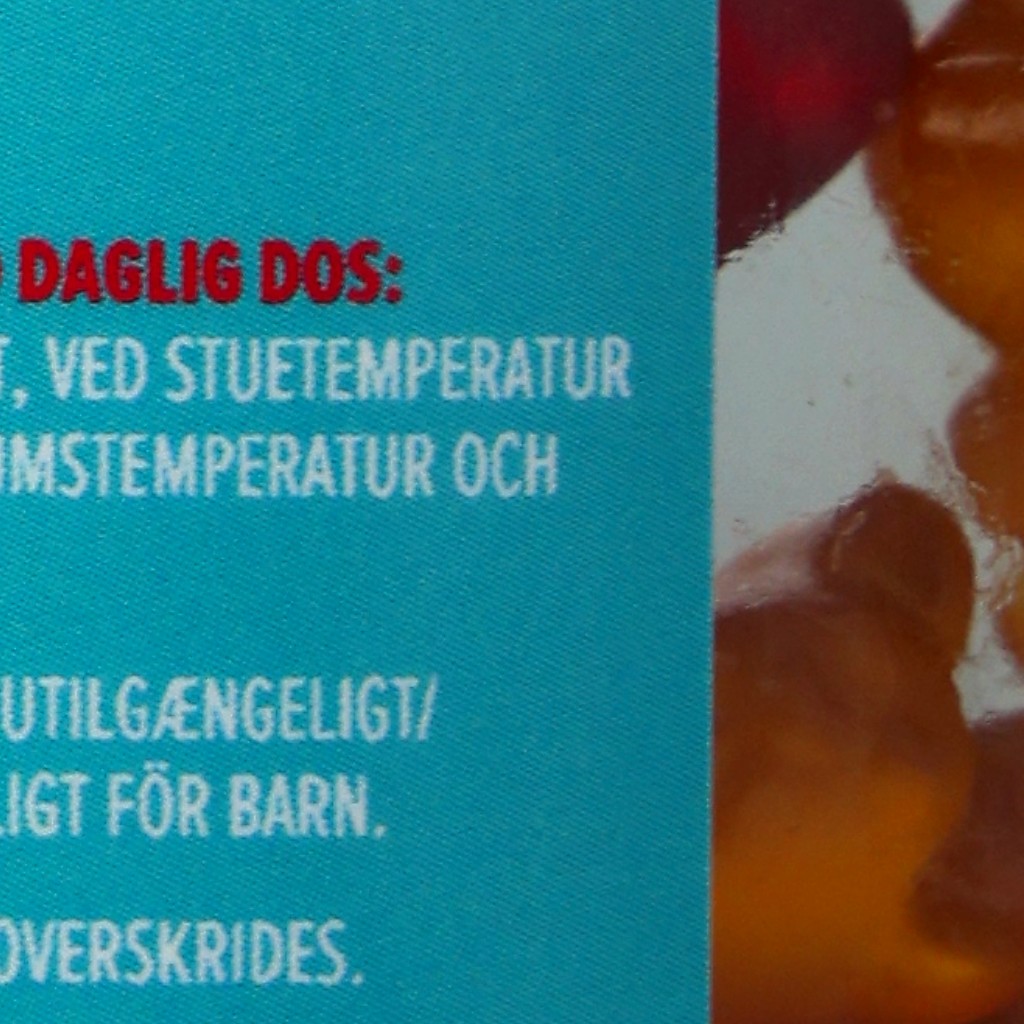 DAGLIG DOS:
, VED STUETEMPERATUR
MSTEMPERATUR OCH
UTILGÆNGELIGT/
LIGT FÖR BARN.
OVERSKRIDES.